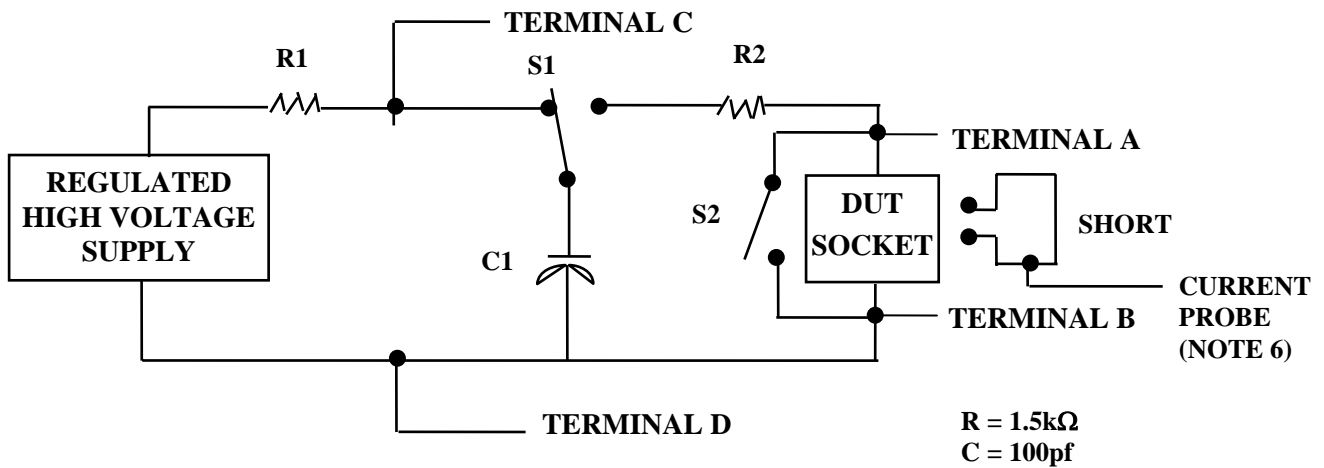 TERMINAL C
R1
S1
R2
TERMINAL A
REGULATED
HIGH VOLTAGE
SUPPLY
S2
DUT
SOCKET
SHORT
C1
CURRENT
PROBE
(NOTE 6)
TERMINAL B
TERMINAL D
R = 1.5kΩ
C = 100pf